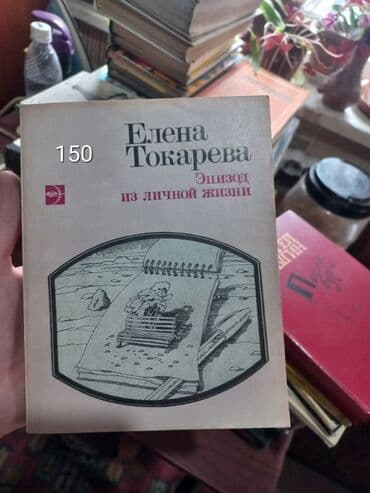 Елена
Токарева
Эпизод
из личной жизни
150